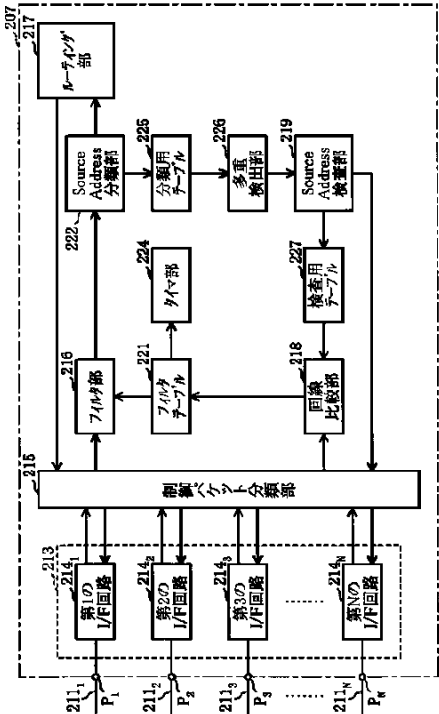 207
217
ルーティング
部
222
Source
Address
分類部
225
分類用
テーブル
226
多重
検出部
219
Source
Address
検査部
224
タイマ部
227
検査用
テーブル
216
フィルタ部
221
フィルタ
テーブル
218
回線
比較部
215
制御パケット分類部
213
214₁
第1の
I/F回路
214₂
第2の
I/F回路
214₃
第3の
I/F回路
214N
第Nの
I/F回路
211₁
P₁
211₂
P₂
211₃
P₃
211N
PN